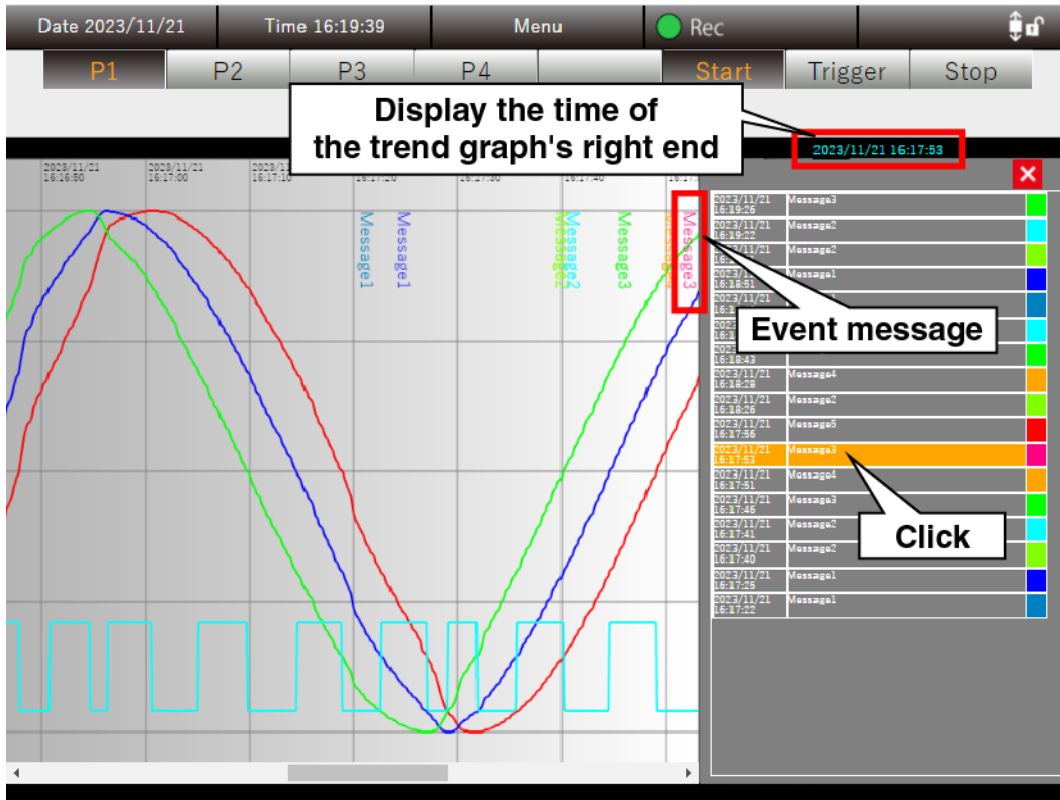 Date 2023/11/21
Time 16:19:39
Menu
Rec
P1
P2
P3
P4
Start
Trigger
Stop
Display the time of
the trend graph's right end
2023/11/21 16:17:53
2023/11/21
16:16:50
2023/11/21
16:17:00
16:17:10
Message1
Message1
Message2
Message2
Message3
Message3
Event message
2023/11/21
16:19:26
Message3
2023/11/21
16:19:22
Message2
Message2
Message1
16:18:51
16:18:43
2023/11/21
16:18:28
Message4
2023/11/21
16:18:26
Message2
2023/11/21
16:17:56
Message5
2023/11/21
16:17:53
Message3
2023/11/21
16:17:51
Message4
2023/11/21
16:17:46
Message3
2023/11/21
16:17:41
Message2
2023/11/21
16:17:40
Message2
2023/11/21
16:17:25
Message1
2023/11/21
16:17:22
Message1
Click